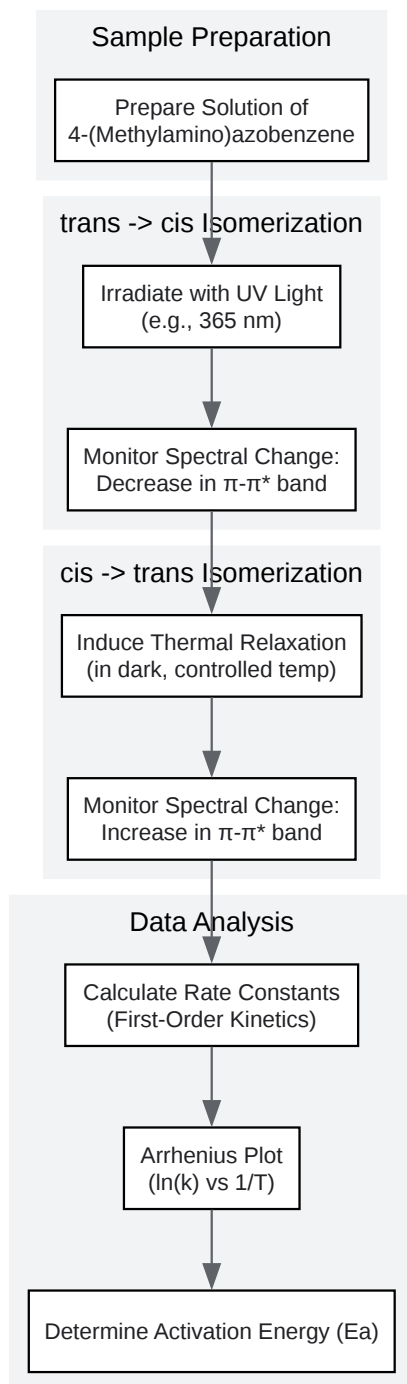 Sample Preparation
Prepare Solution of
4-(Methylamino)azobenzene
trans -> cis Isomerization
Irradiate with UV Light
(e.g., 365 nm)
Monitor Spectral Change:
Decrease in π-π* band
cis -> trans Isomerization
Induce Thermal Relaxation
(in dark, controlled temp)
Monitor Spectral Change:
Increase in π-π* band
Data Analysis
Calculate Rate Constants
(First-Order Kinetics)
Arrhenius Plot
(ln(k) vs 1/T)
Determine Activation Energy (Ea)